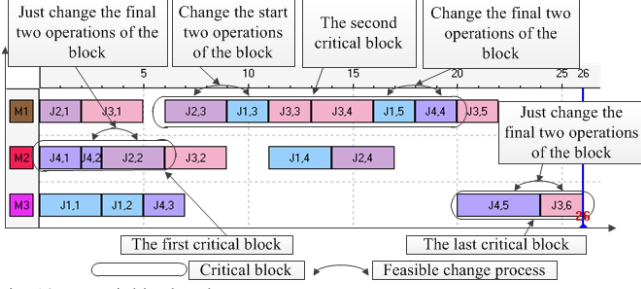 Just change the final
two operations of the
block
Change the start
two operations
of the block
The second
critical block
Change the final two
operations of the
block
5
10
15
20
25
26
M1
J2,1
J3,1
J2,3
J1,3
J3,3
J3,4
J1,5
J4,4
J3,5
Just change the
final two operations
of the block
M2
J4,1
J4,2
J2,2
J3,2
J1,4
J2,4
M3
J1,1
J1,2
J4,3
J4,5
J3,6
26
The first critical block
The last critical block
Critical block
Feasible change process